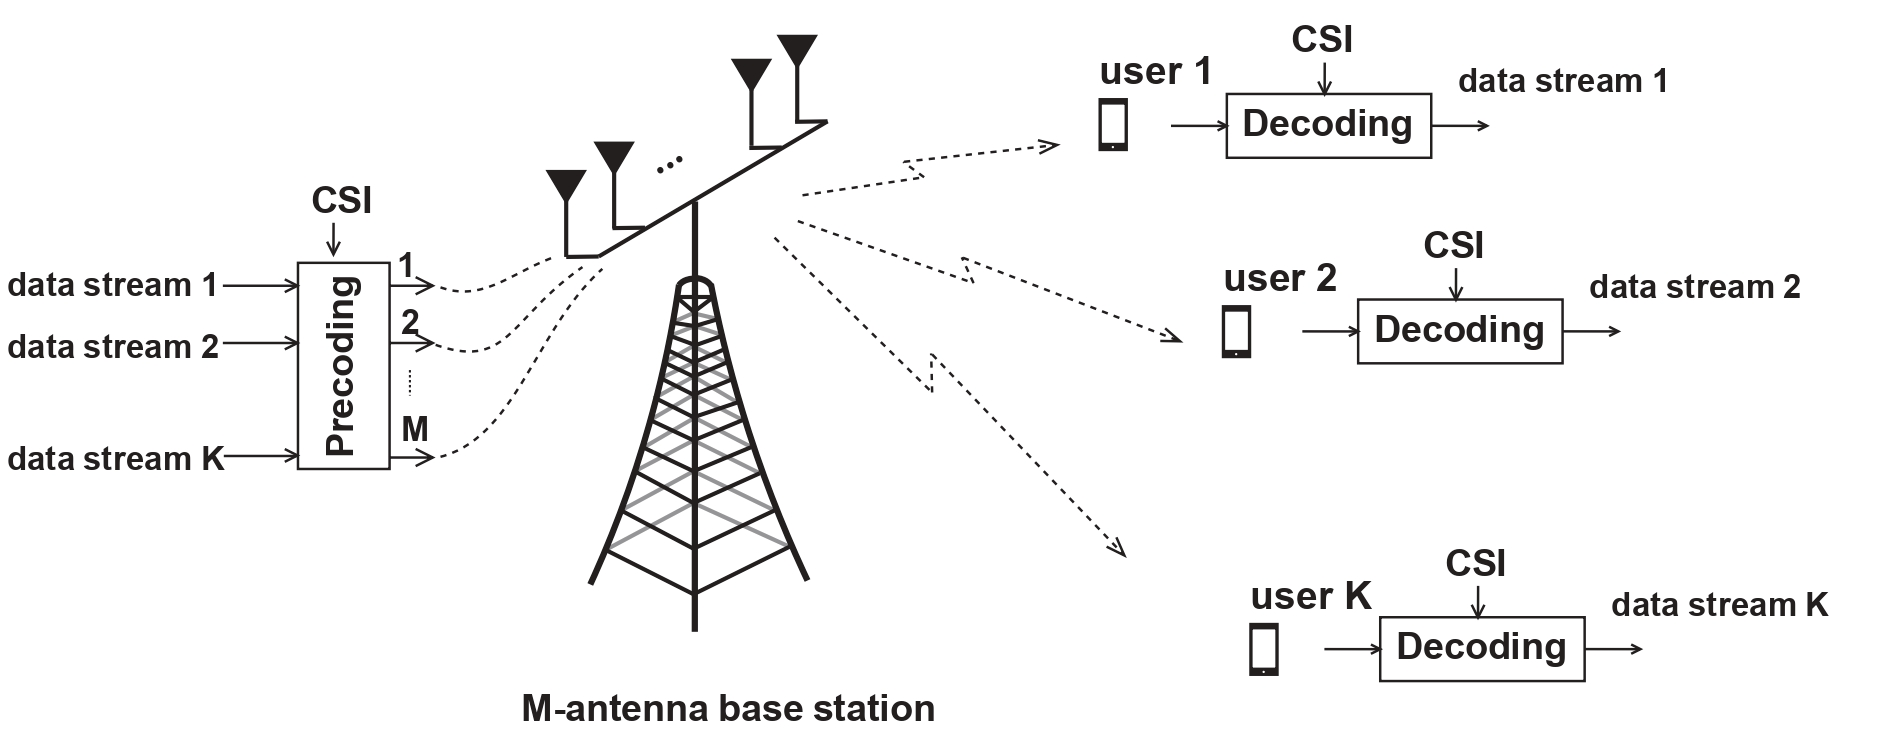 CSI
data stream 1
data stream 2
data stream K
Precoding
1
2
M
M-antenna base station
user 1
CSI
Decoding
data stream 1
user 2
CSI
Decoding
data stream 2
user K
CSI
Decoding
data stream K